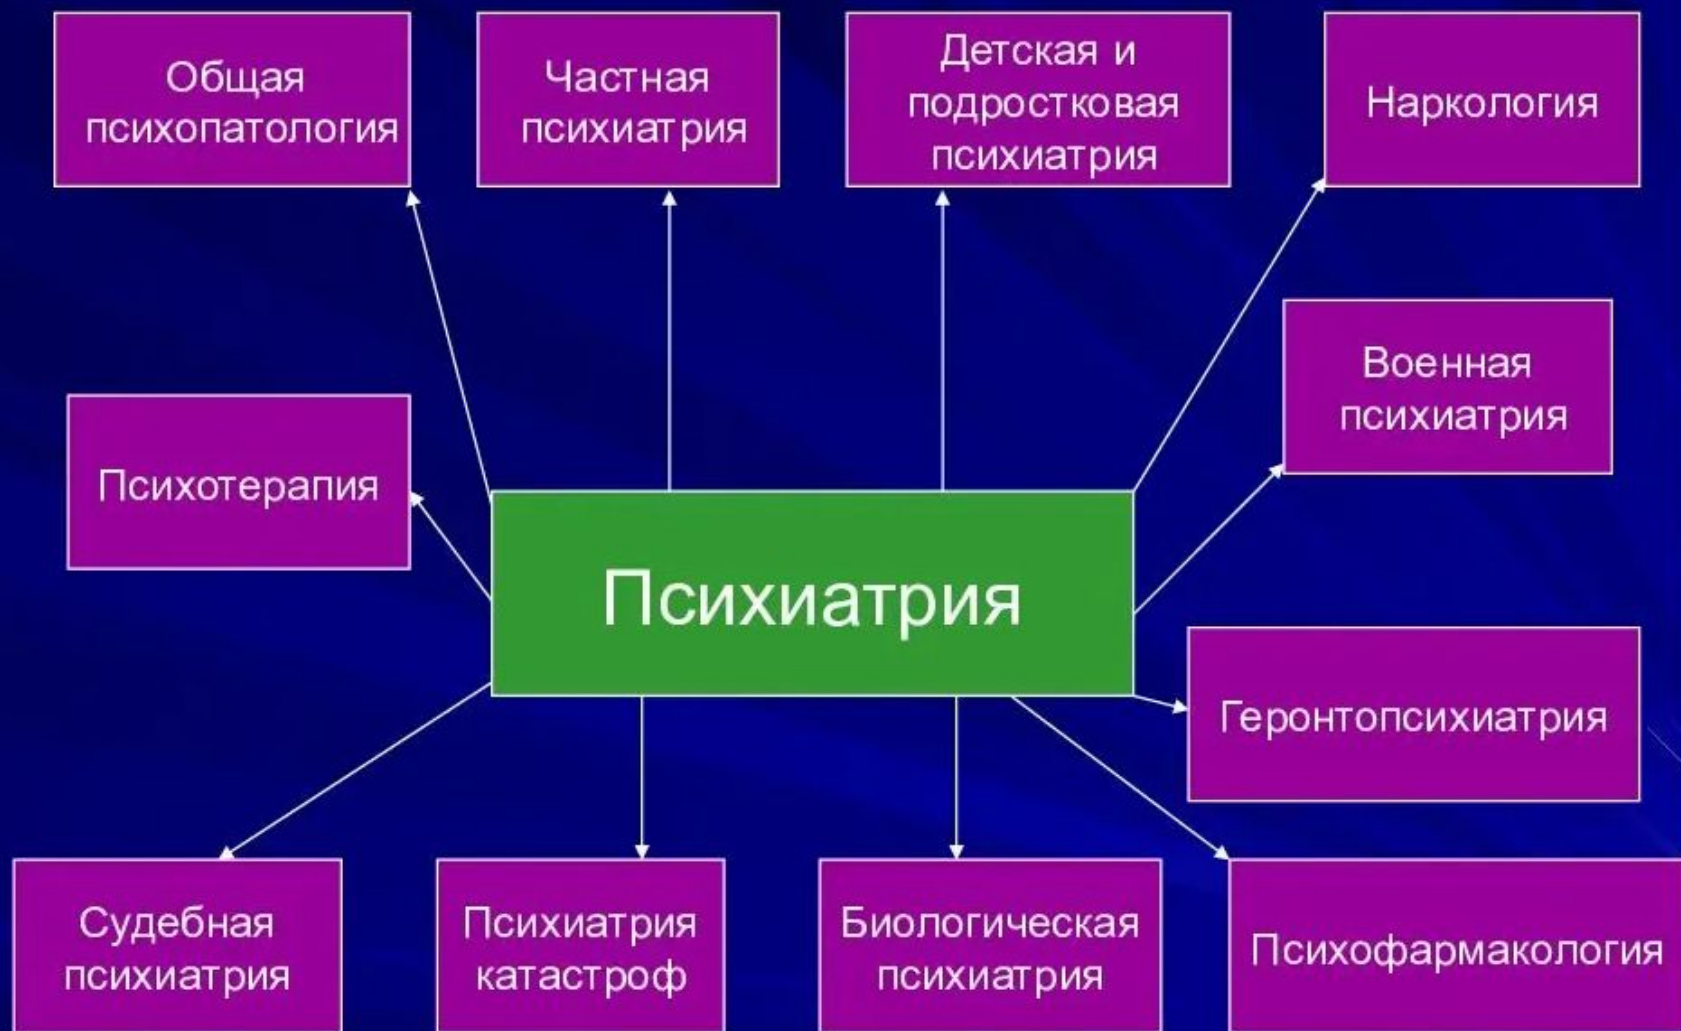 Общая
психопатология
Частная
психиатрия
Детская и
подростковая
психиатрия
Наркология
Военная
психиатрия
Психотерапия
Психиатрия
Геронтопсихиатрия
Судебная
психиатрия
Психиатрия
катастроф
Биологическая
психиатрия
Психофармакология